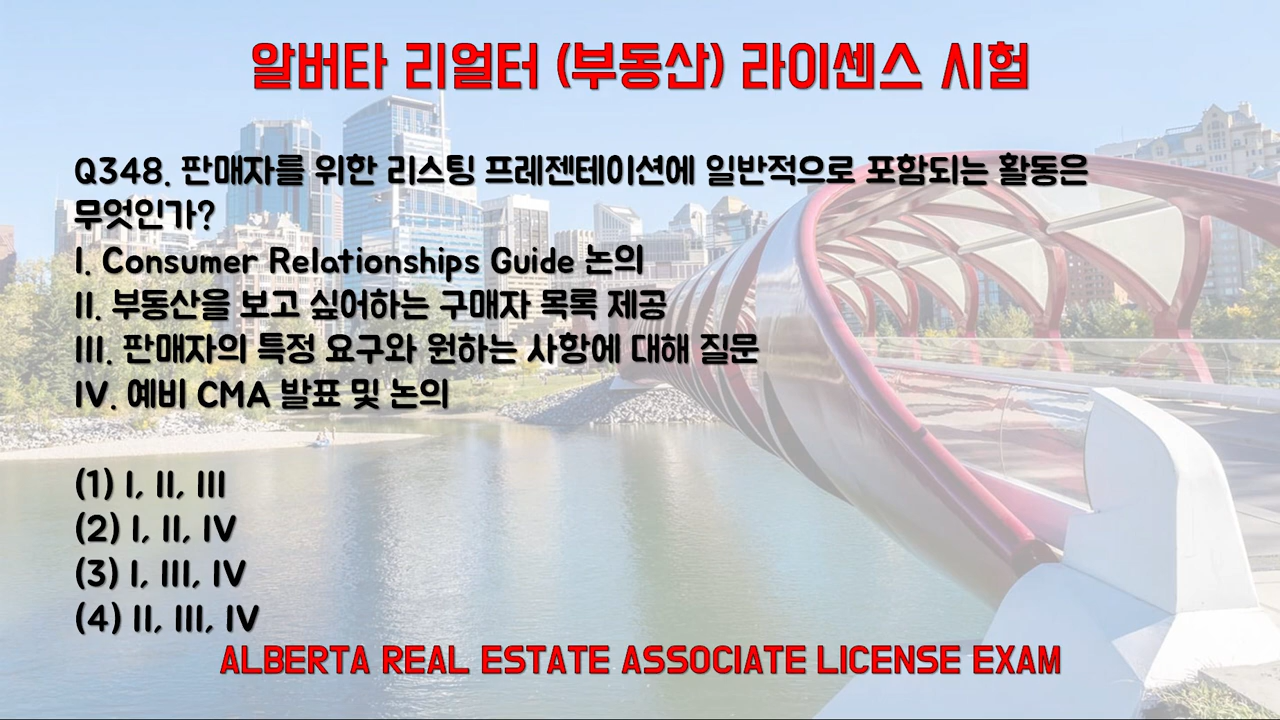 알버타 리얼터 (부동산) 라이센스 시험
Q348. 판매자를 위한 리스팅 프레젠테이션에 일반적으로 포함되는 활동은
무엇인가?
I. Consumer Relationships Guide 논의
II. 부동산을 보고 싶어하는 구매자 목록 제공
III. 판매자의 특정 요구와 원하는 사항에 대해 질문
IV. 예비 CMA 발표 및 논의
(1) I, II, III
(2) I, II, IV
(3) I, III, IV
(4) II, III, IV
ALBERTA REAL ESTATE ASSOCIATE LICENSE EXAM